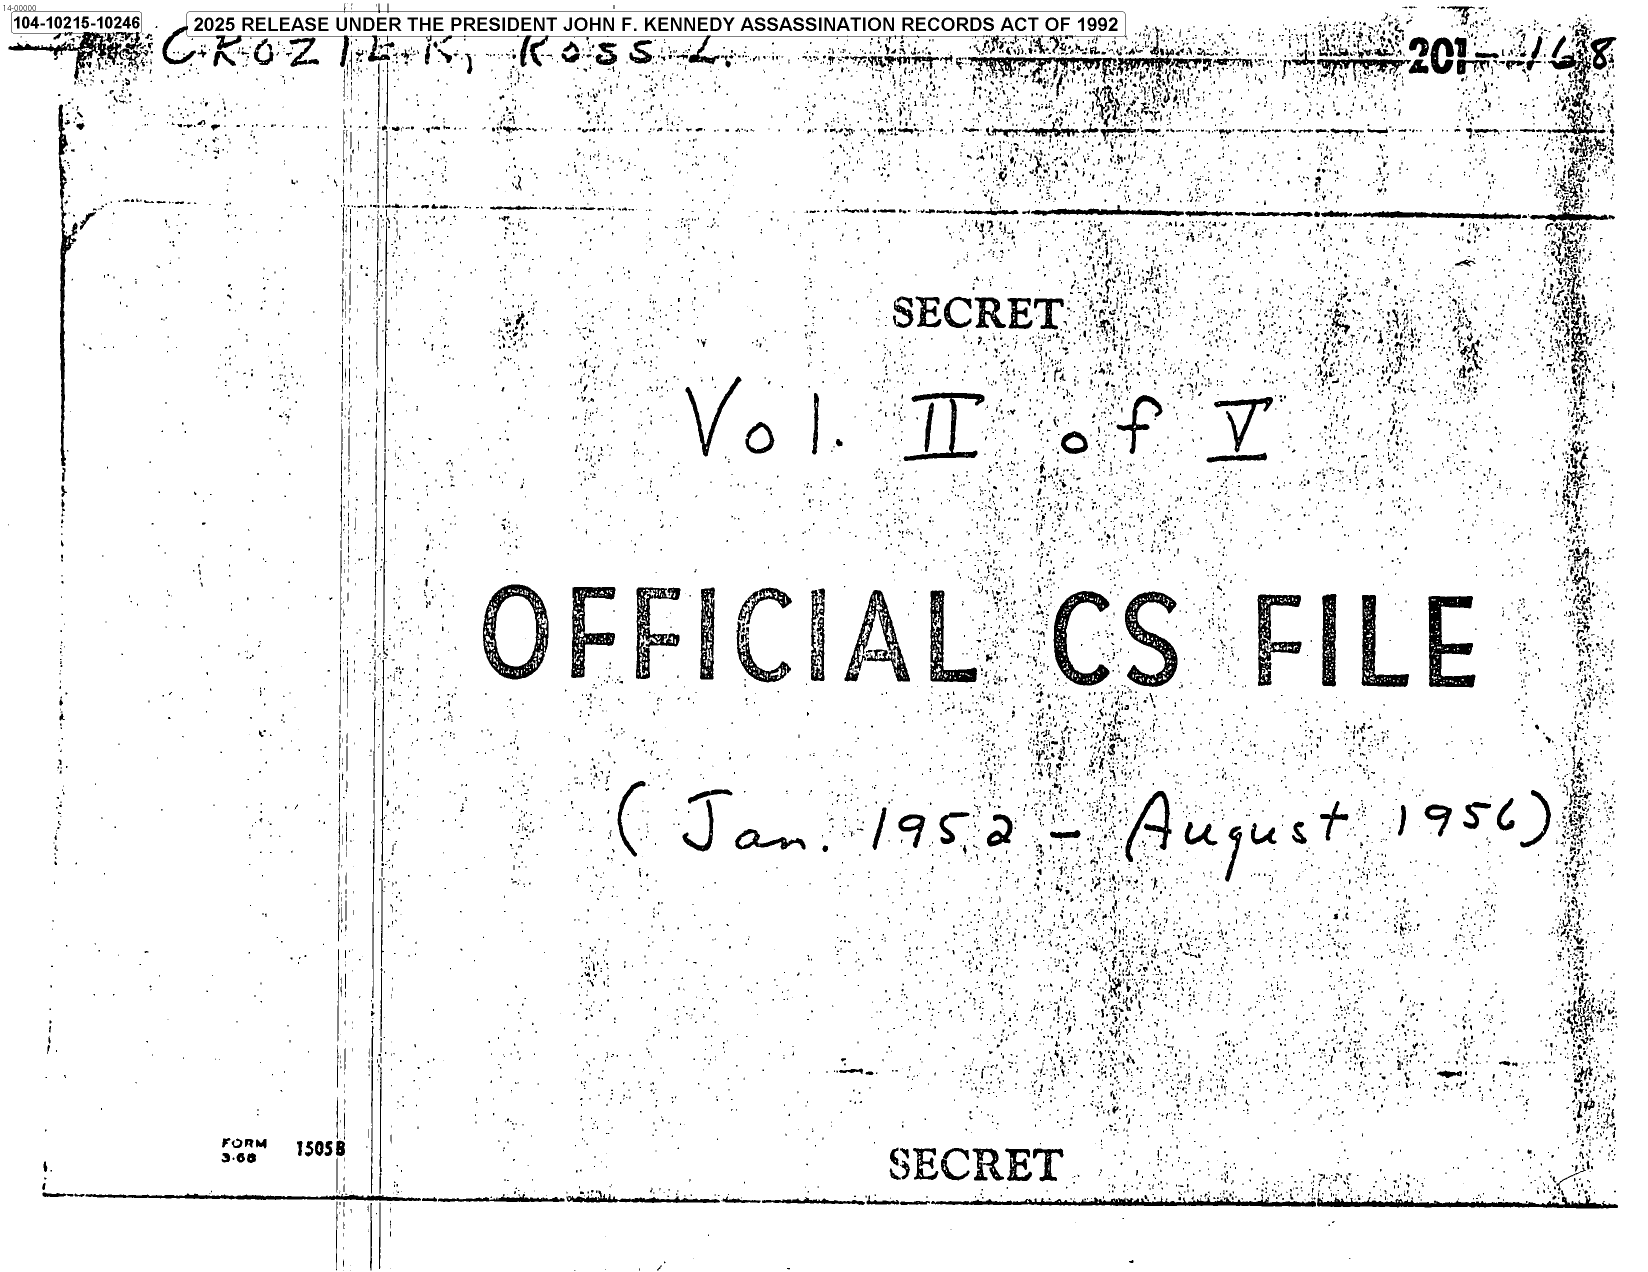 14-00000
104-10215-10246
2025 RELEASE UNDER THE PRESIDENT JOHN F. KENNEDY ASSASSINATION RECORDS ACT OF 1992
CROZIER, ROSS L. 201-168
SECRET
Vol. II of V
OFFICIAL CS FILE
(Jan. 1952 - August 1956)
FORM 1505B
3-68
SECRET